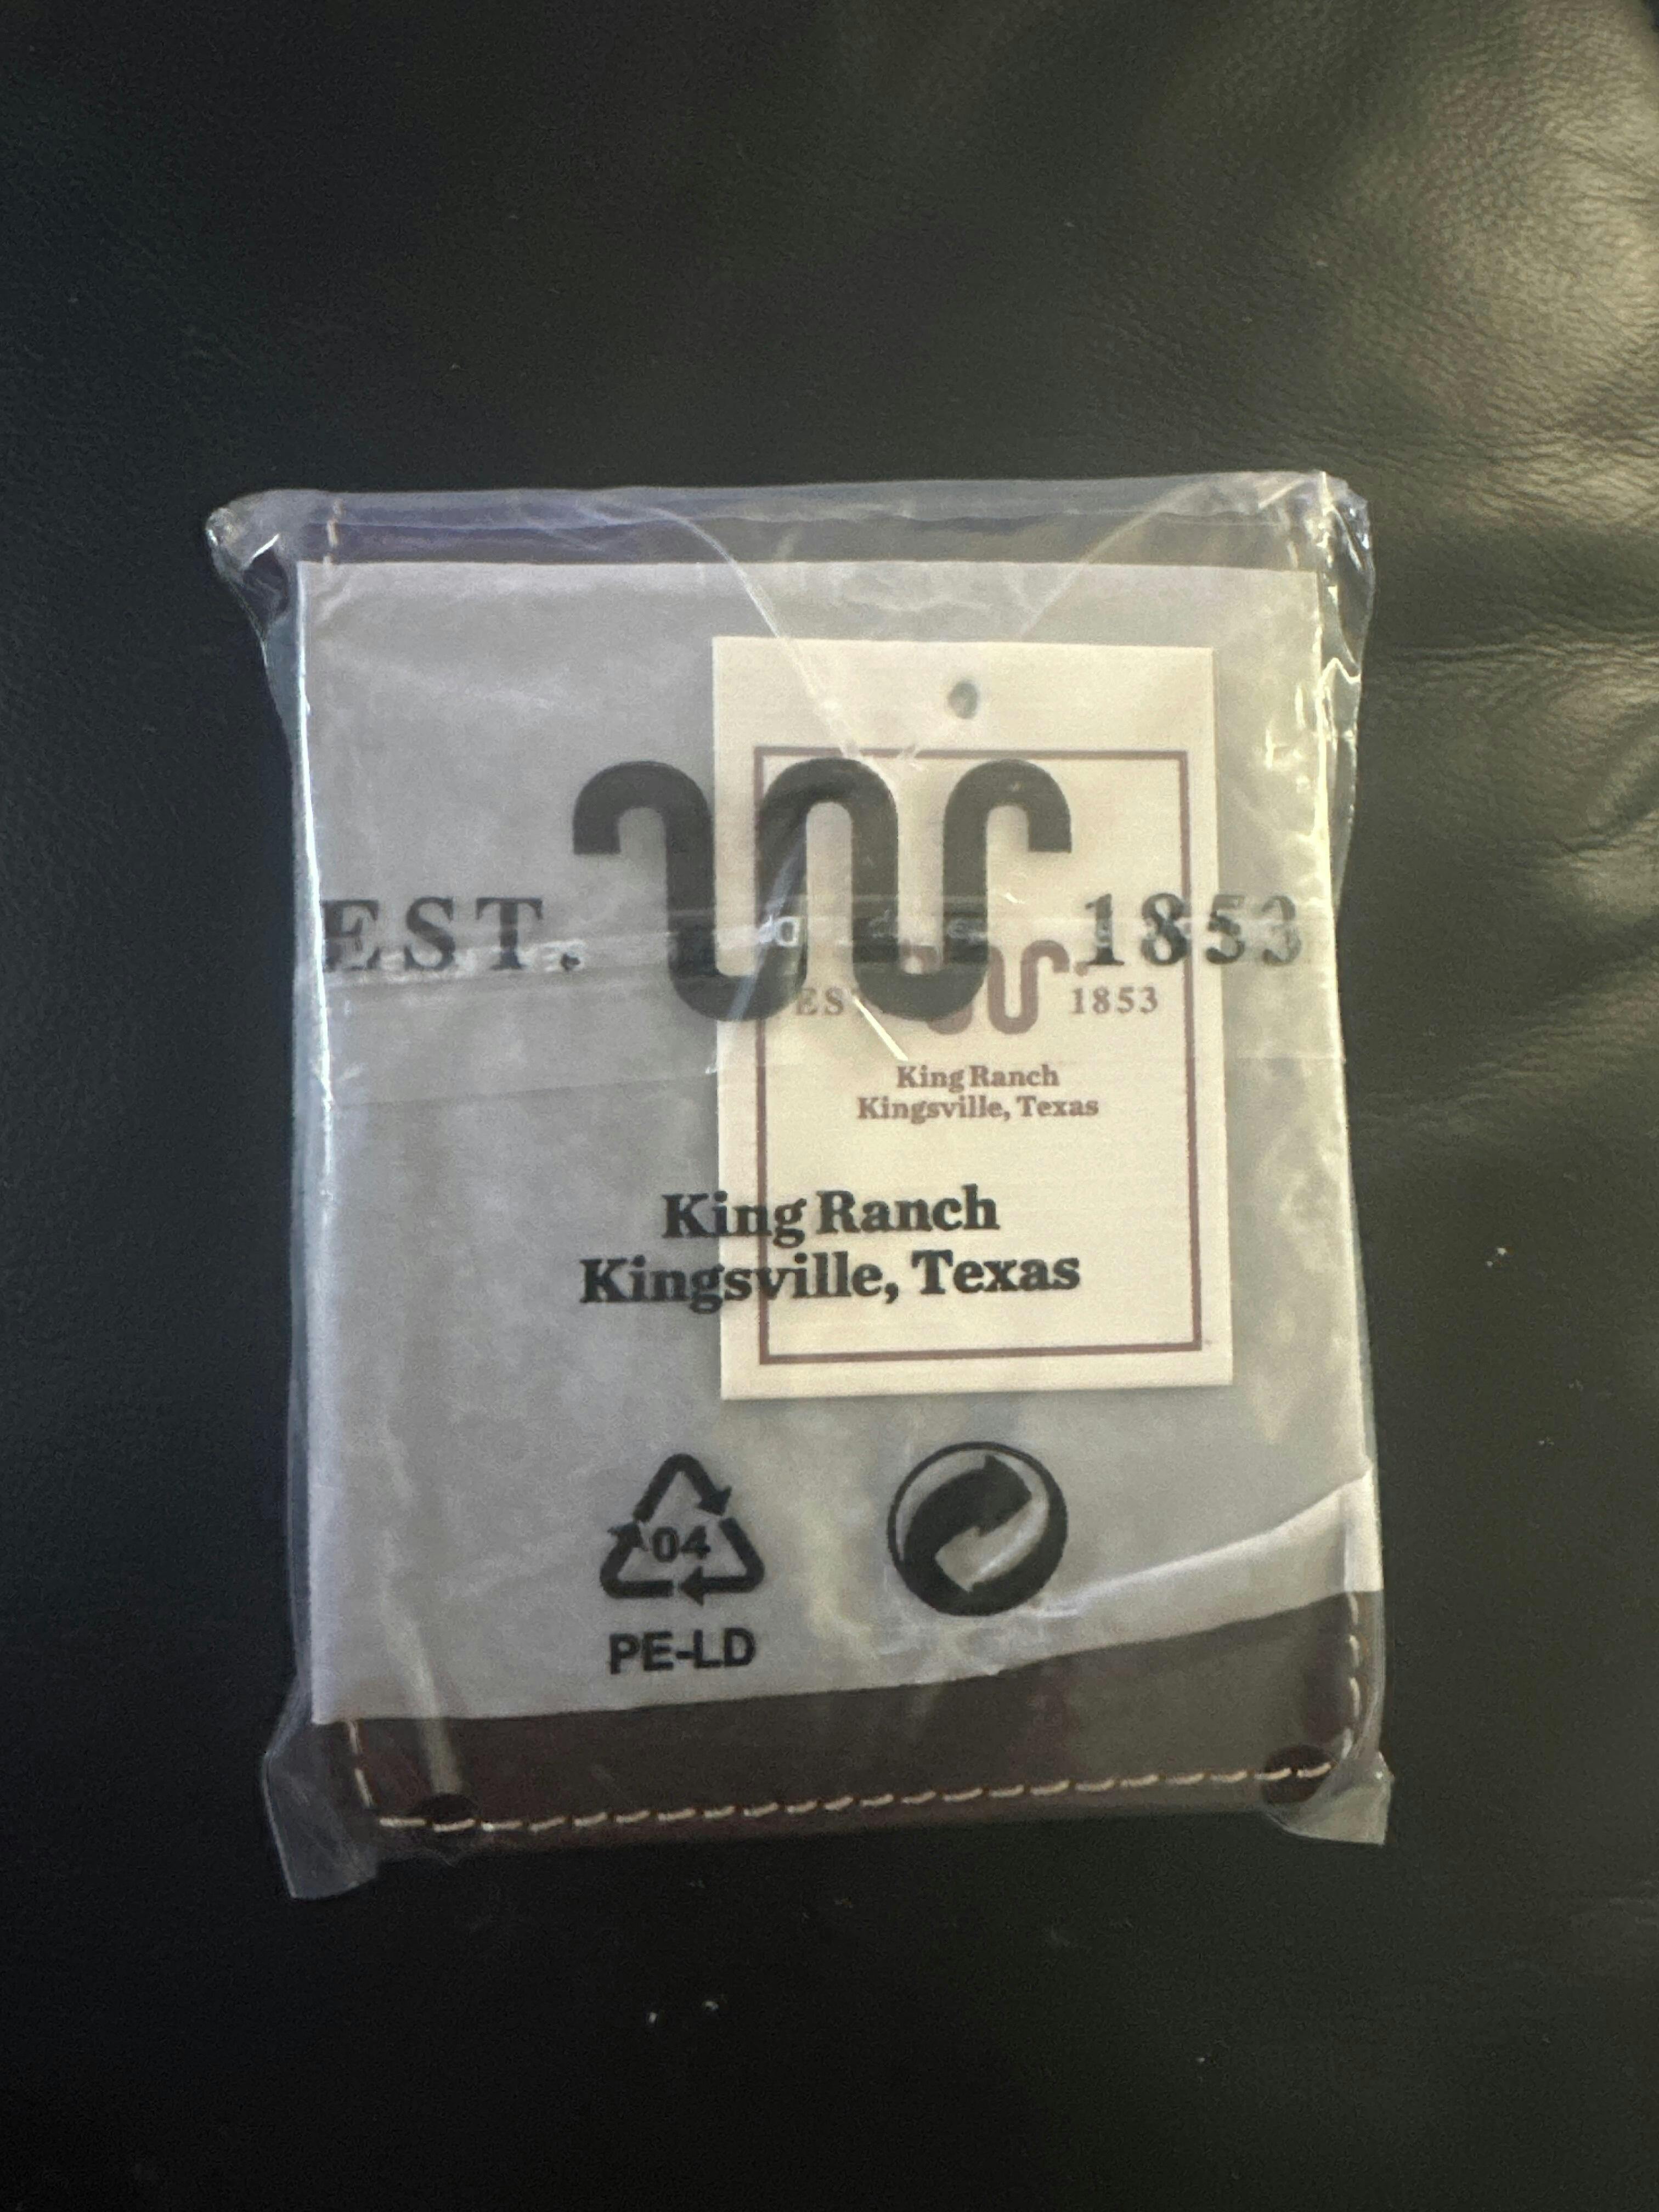 EST. 1853
EST. 1853
King Ranch
Kingsville, Texas
King Ranch
Kingsville, Texas
04
PE-LD